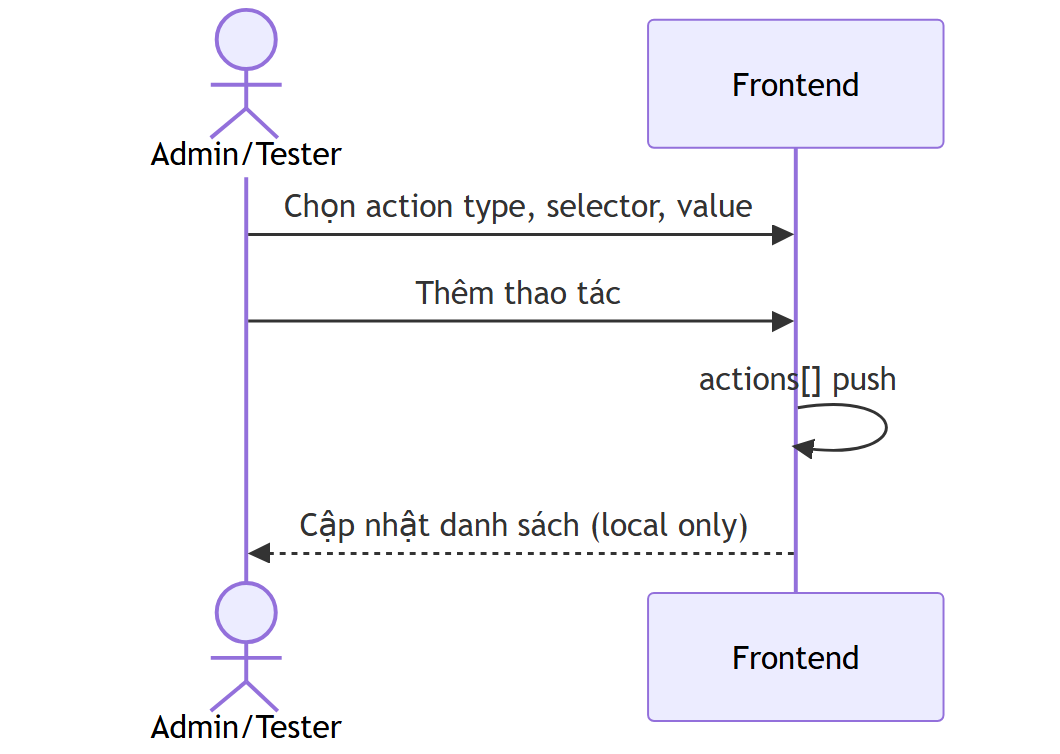 Frontend
Admin/Tester
Chọn action type, selector, value
Thêm thao tác
actions[] push
Cập nhật danh sách (local only)
Frontend
Admin/Tester